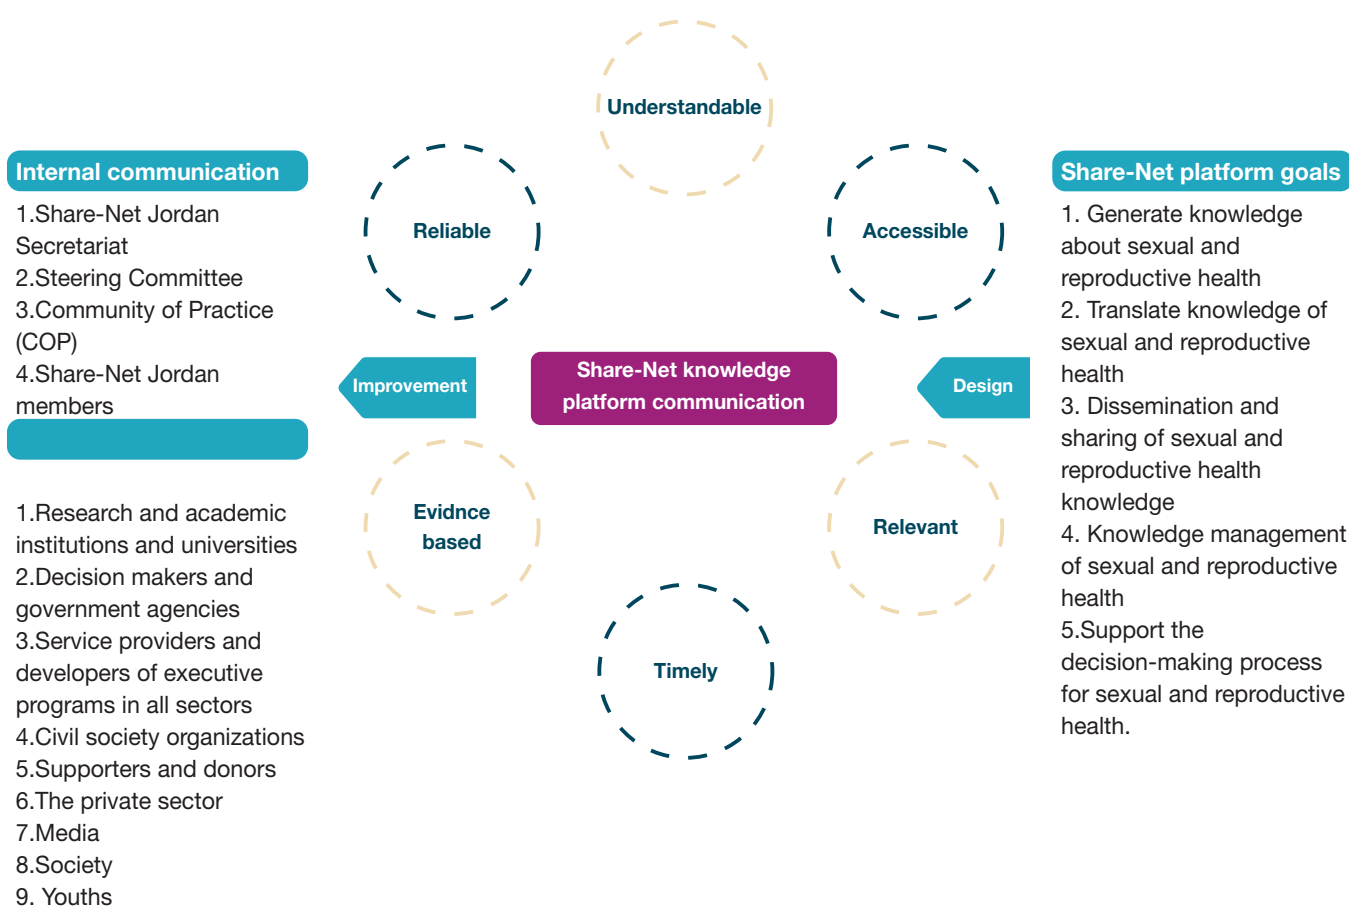 Understandable
Internal communication
1.Share-Net Jordan
Secretariat
2.Steering Committee
3.Community of Practice
(COP)
4.Share-Net Jordan
members
1.Research and academic
institutions and universities
2.Decision makers and
government agencies
3.Service providers and
developers of executive
programs in all sectors
4.Civil society organizations
5.Supporters and donors
6.The private sector
7.Media
8.Society
9. Youths
Reliable
Accessible
Improvement
Share-Net knowledge
platform communication
Design
Evidnce
based
Relevant
Timely
Share-Net platform goals
1. Generate knowledge
about sexual and
reproductive health
2. Translate knowledge of
sexual and reproductive
health
3. Dissemination and
sharing of sexual and
reproductive health
knowledge
4. Knowledge management
of sexual and reproductive
health
5.Support the
decision-making process
for sexual and reproductive
health.